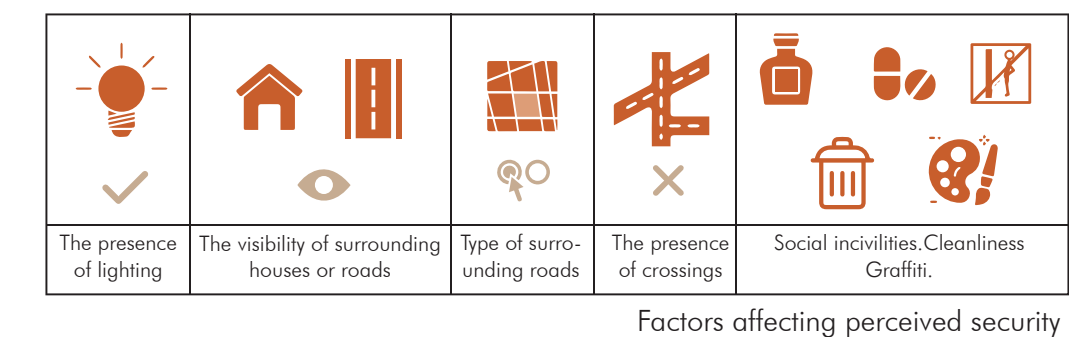 The presence
of lighting
The visibility of surrounding
houses or roads
Type of surro-
unding roads
The presence
of crossings
Social incivilities.Cleanliness
Graffiti.
Factors affecting perceived security